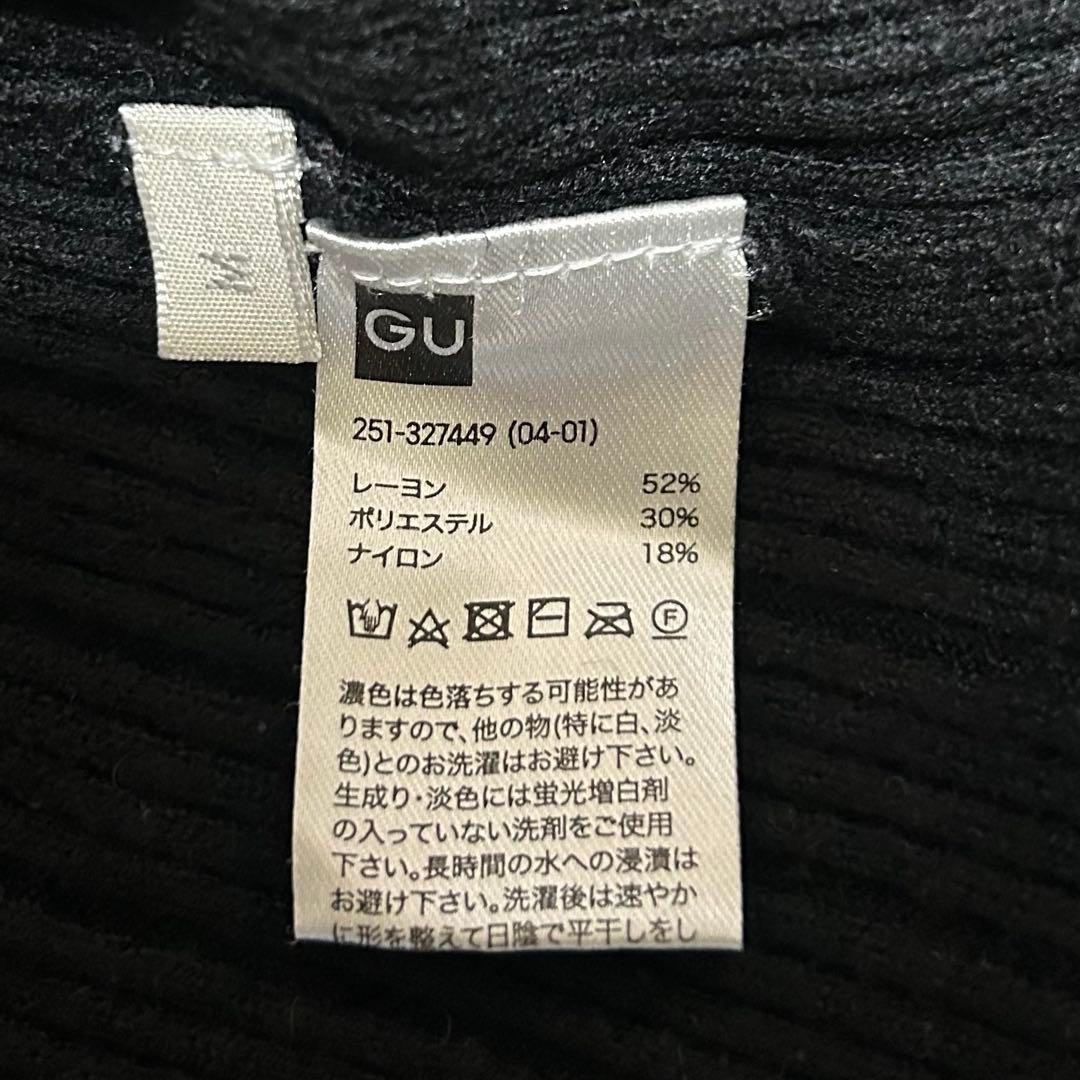 M
GU
251-327449 (04-01)
レーヨン 52%
ポリエステル 30%
ナイロン 18%
F
濃色は色落ちする可能性があ
りますので、他の物(特に白、淡
色)とのお洗濯はお避け下さい。
生成り・淡色には蛍光増白剤
の入っていない洗剤をご使用
下さい。長時間の水への浸漬は
お避け下さい。洗濯後は速やか
に形を整えて日陰で平干しをし